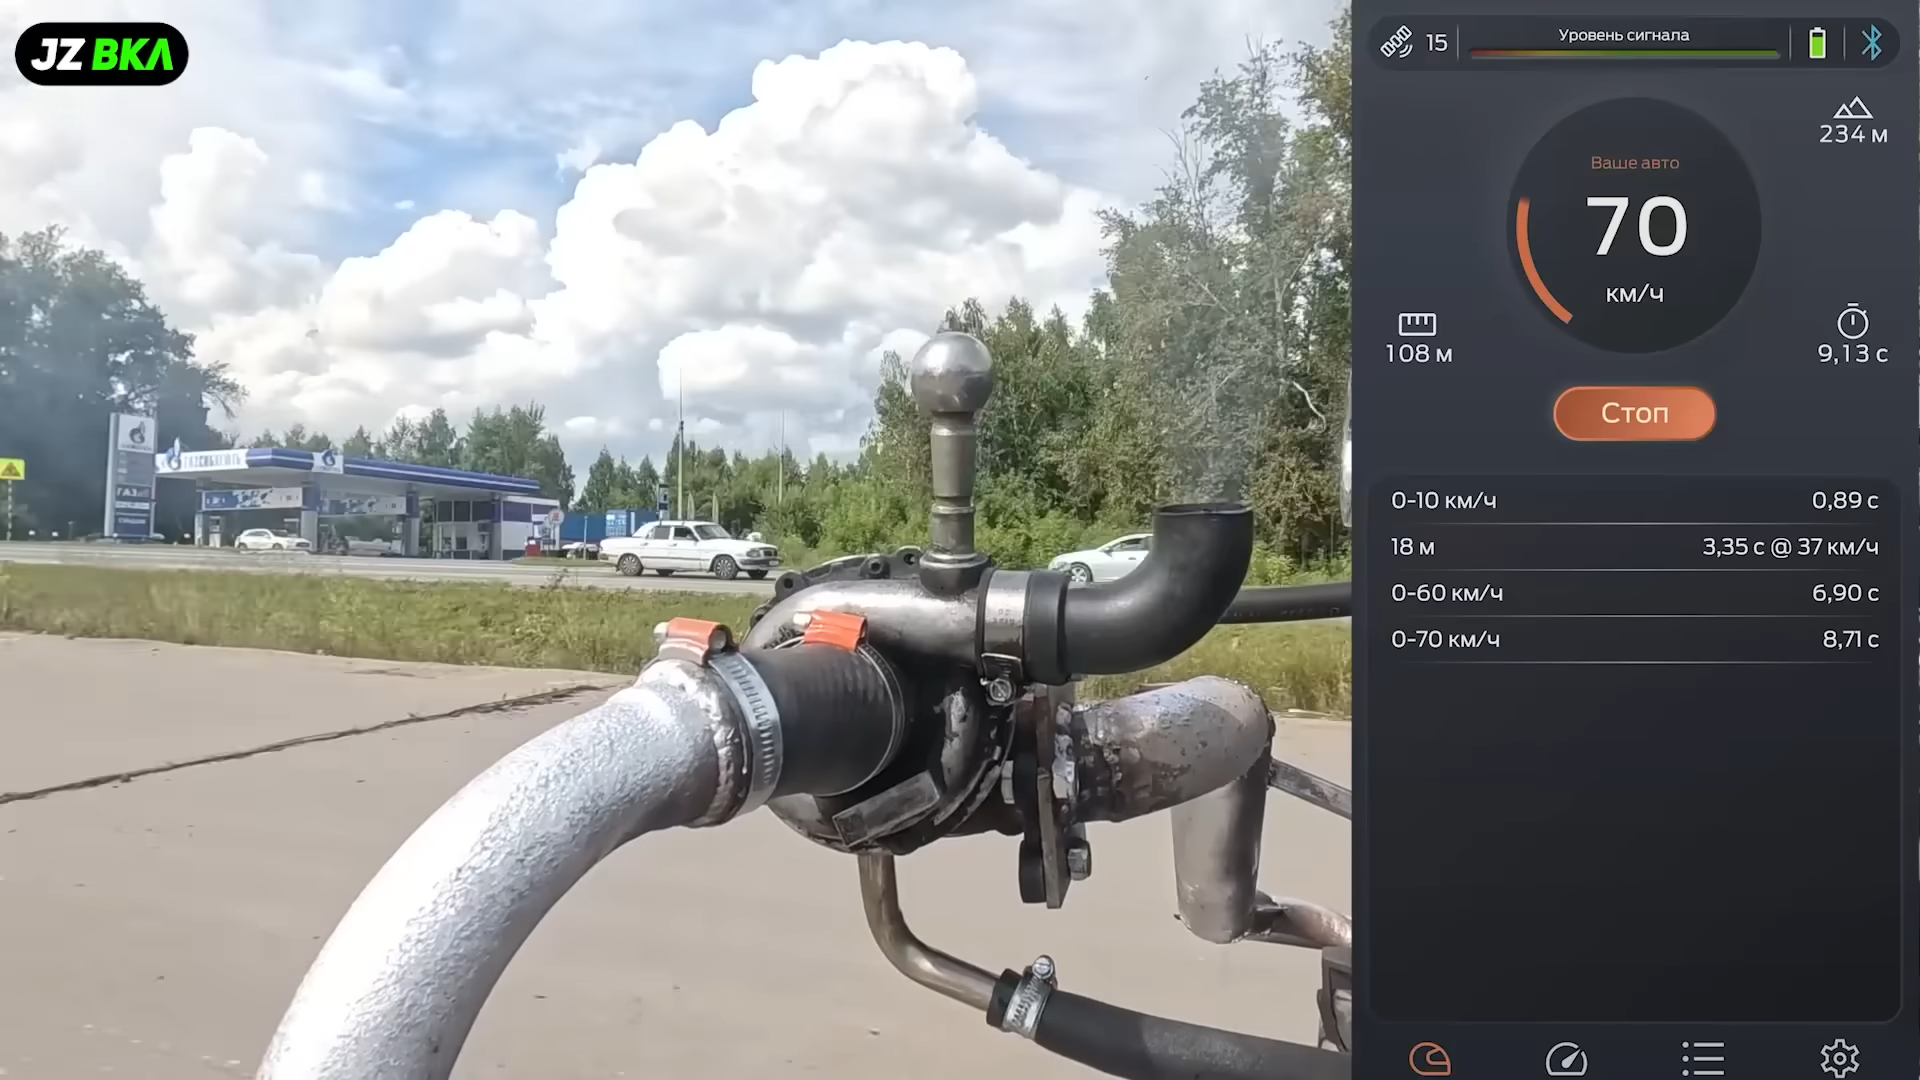 JZ ВКЛ
15
Уровень сигнала
234 м
Ваше авто
70
км/ч
108 м
9,13 с
Стоп
0-10 км/ч 0,89 с
18 м 3,35 с @ 37 км/ч
0-60 км/ч 6,90 с
0-70 км/ч 8,71 с